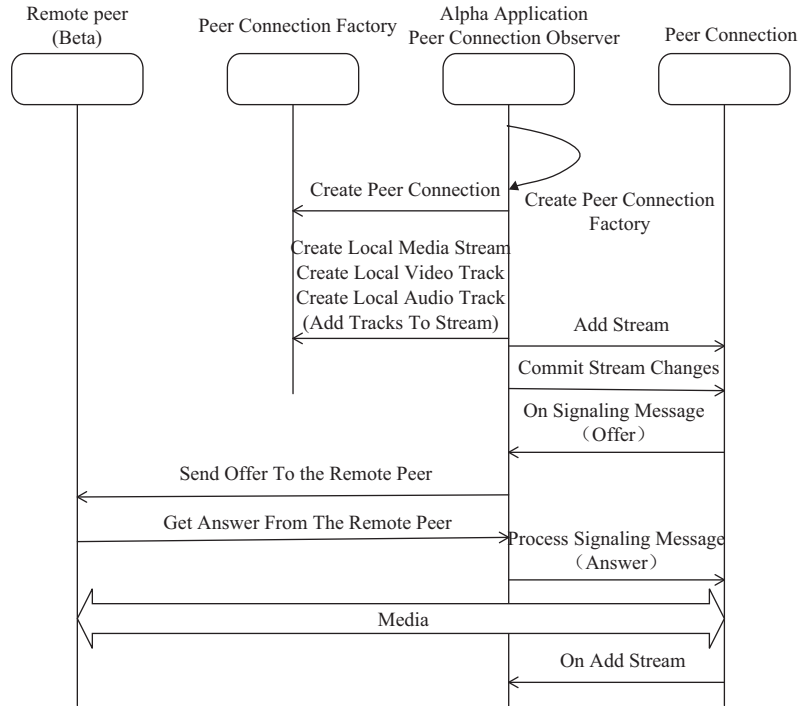 Remote peer
(Beta)
Peer Connection Factory
Alpha Application
Peer Connection Observer
Peer Connection
Create Peer Connection
Create Peer Connection
Factory
Create Local Media Stream
Create Local Video Track
Create Local Audio Track
(Add Tracks To Stream)
Add Stream
Commit Stream Changes
On Signaling Message
（Offer）
Send Offer To the Remote Peer
Get Answer From The Remote Peer
Process Signaling Message
（Answer）
Media
On Add Stream